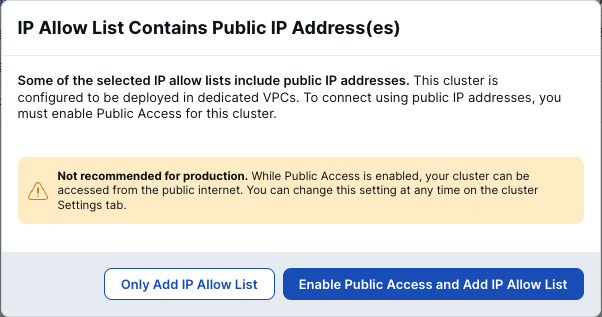 IP Allow List Contains Public IP Address(es)
Some of the selected IP allow lists include public IP addresses. This cluster is
configured to be deployed in dedicated VPCs. To connect using public IP addresses, you
must enable Public Access for this cluster.
Not recommended for production. While Public Access is enabled, your cluster can be
accessed from the public internet. You can change this setting at any time on the cluster
Settings tab.
Only Add IP Allow List
Enable Public Access and Add IP Allow List